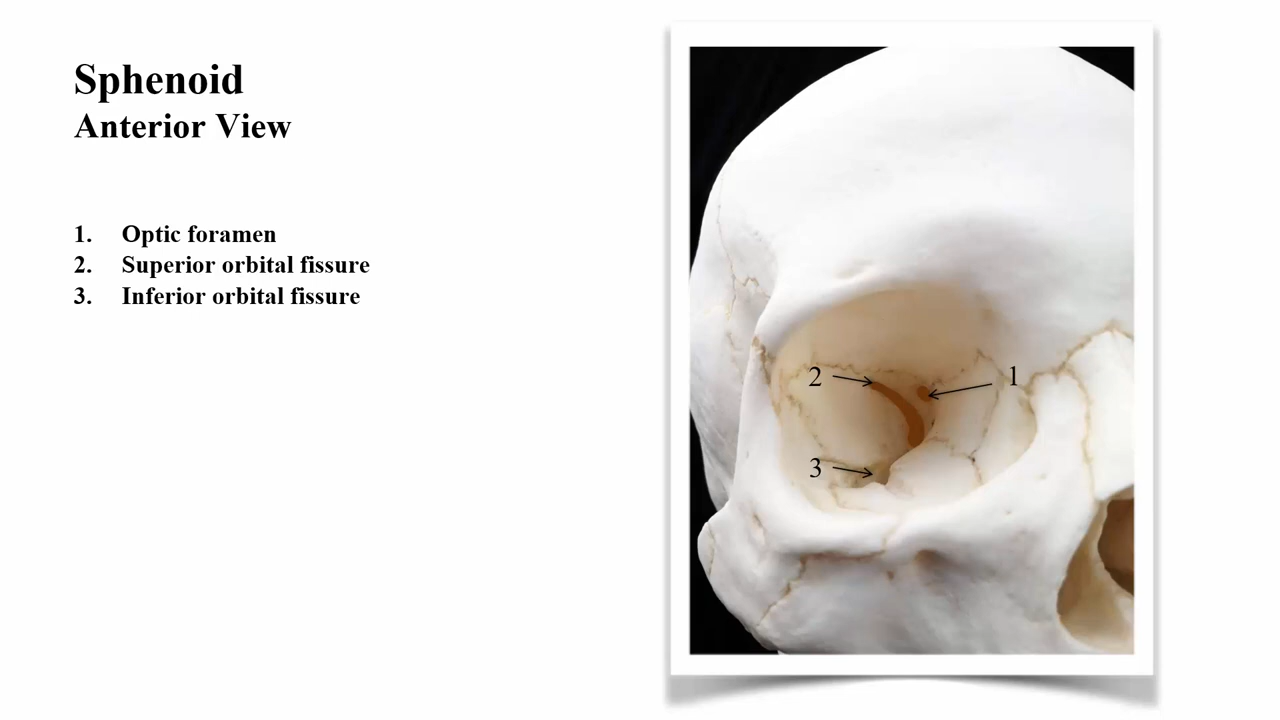 Sphenoid
Anterior View
1. Optic foramen
2. Superior orbital fissure
3. Inferior orbital fissure
2
1
3